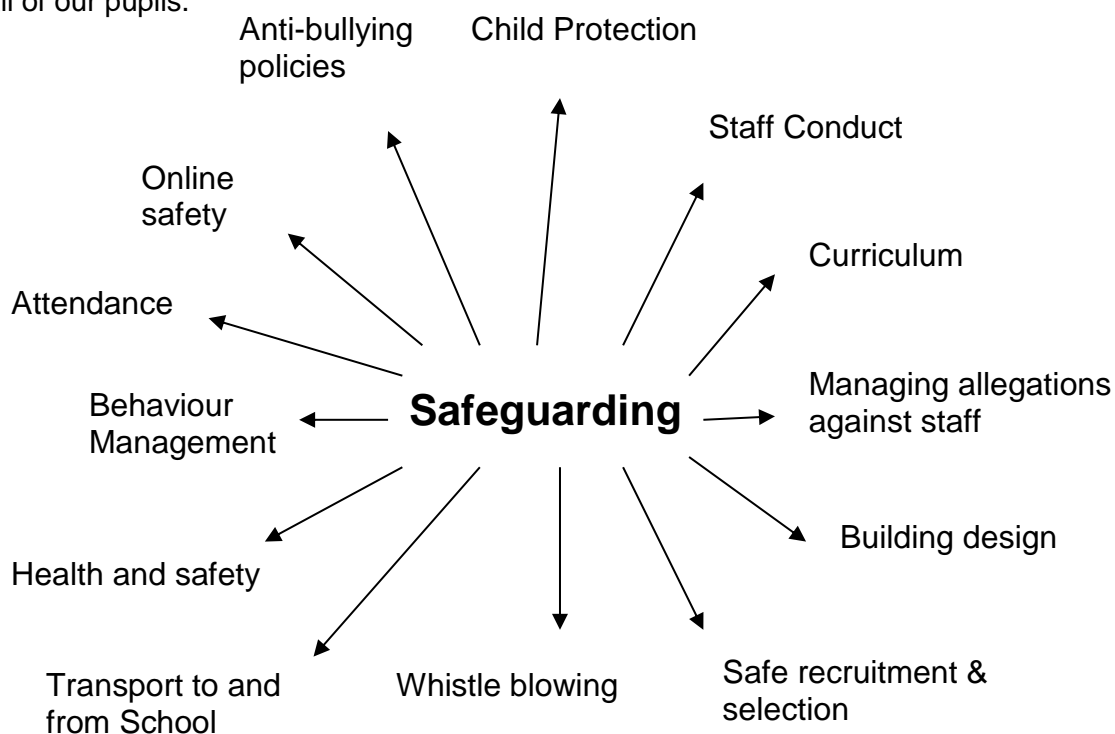 of our pupils.
Anti-bullying
policies
Child Protection
Staff Conduct
Online
safety
Curriculum
Attendance
Managing allegations
against staff
Behaviour
Management
Safeguarding
Building design
Health and safety
Safe recruitment &
selection
Transport to and
from School
Whistle blowing